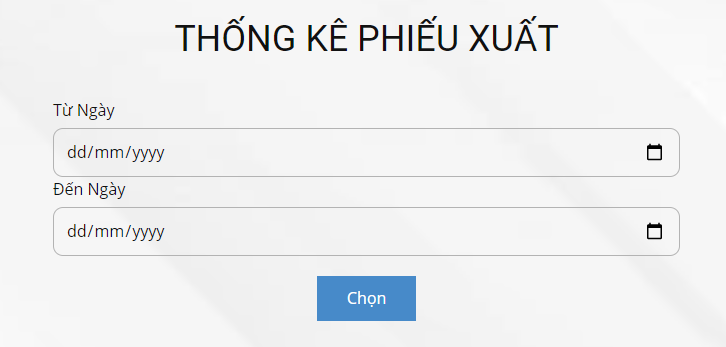 THỐNG KÊ PHIẾU XUẤT
Từ Ngày
dd/mm/yyyy
Đến Ngày
dd/mm/yyyy
Chọn